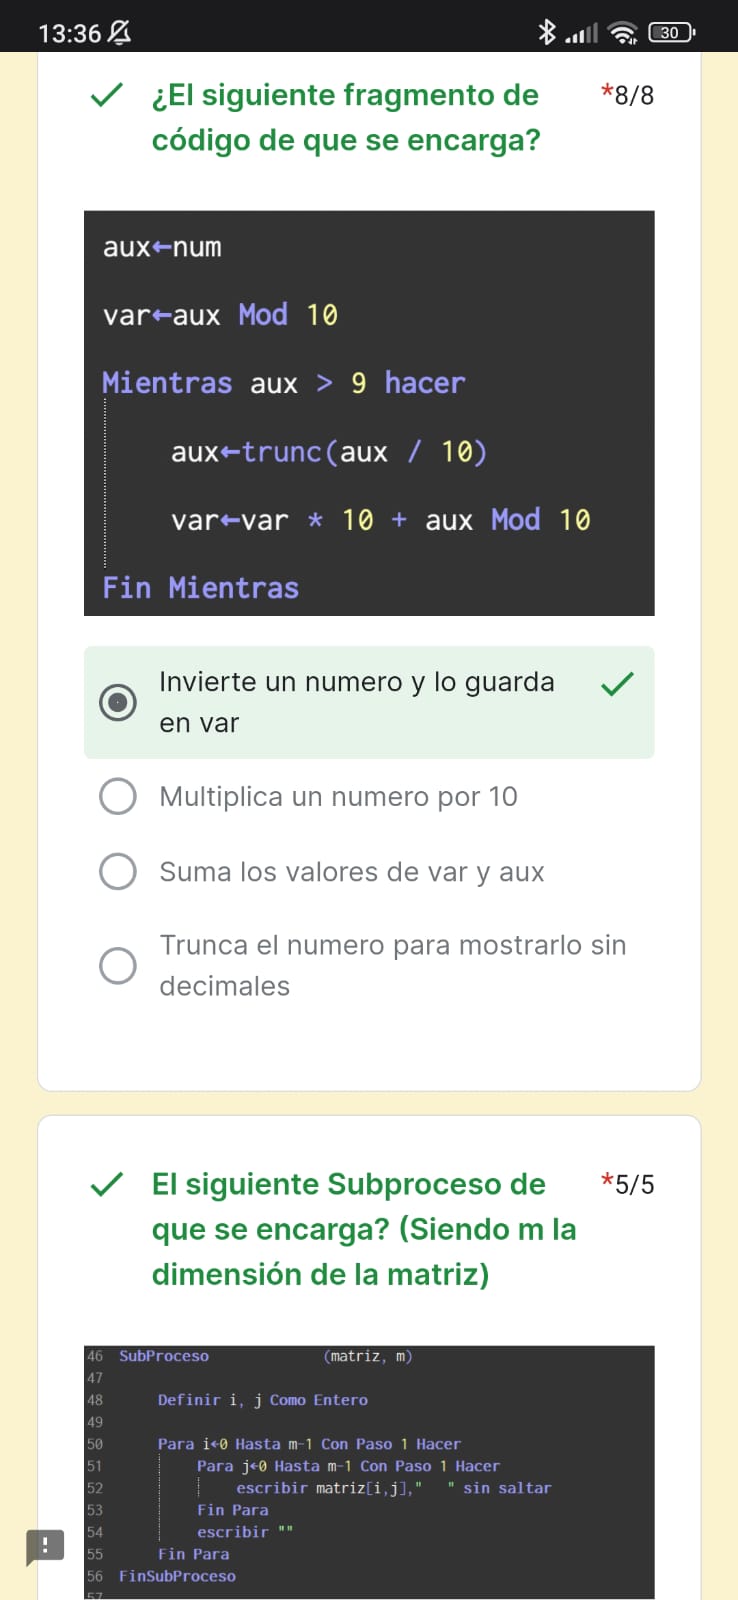 13:36
30
¿El siguiente fragmento de
código de que se encarga?
*8/8
aux←num
var←aux Mod 10
Mientras aux > 9 hacer
aux←trunc(aux / 10)
var←var * 10 + aux Mod 10
Fin Mientras
Invierte un numero y lo guarda
en var
Multiplica un numero por 10
Suma los valores de var y aux
Trunca el numero para mostrarlo sin
decimales
El siguiente Subproceso de
que se encarga? (Siendo m la
dimensión de la matriz)
*5/5
46 SubProceso (matriz, m)
47
48 Definir i, j Como Entero
49
50 Para i←0 Hasta m-1 Con Paso 1 Hacer
51 Para j←0 Hasta m-1 Con Paso 1 Hacer
52 escribir matriz[i,j],"   " sin saltar
53 Fin Para
54 escribir ""
55 Fin Para
56 FinSubProceso
57